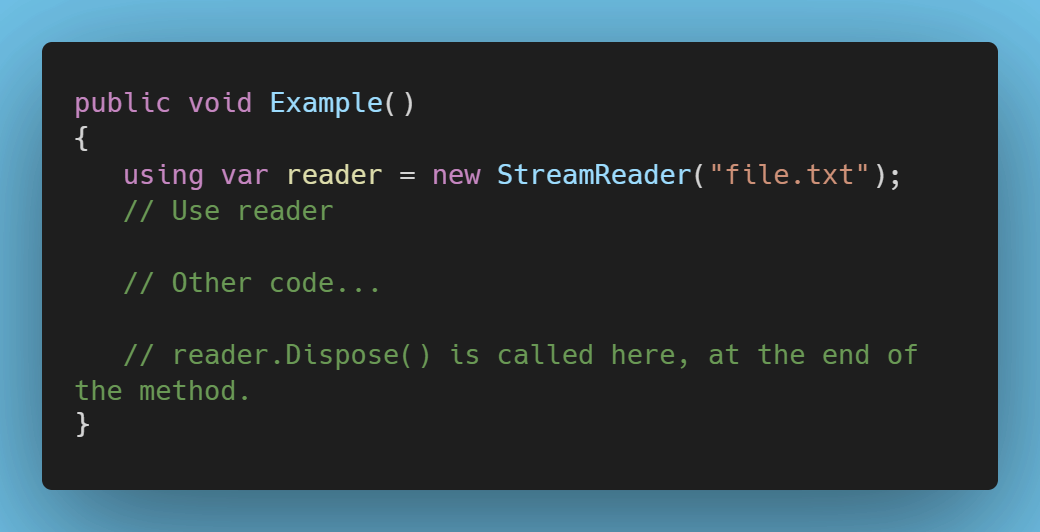 public void Example()
{
   using var reader = new StreamReader("file.txt");
   // Use reader

   // Other code...

   // reader.Dispose() is called here, at the end of
the method.
}